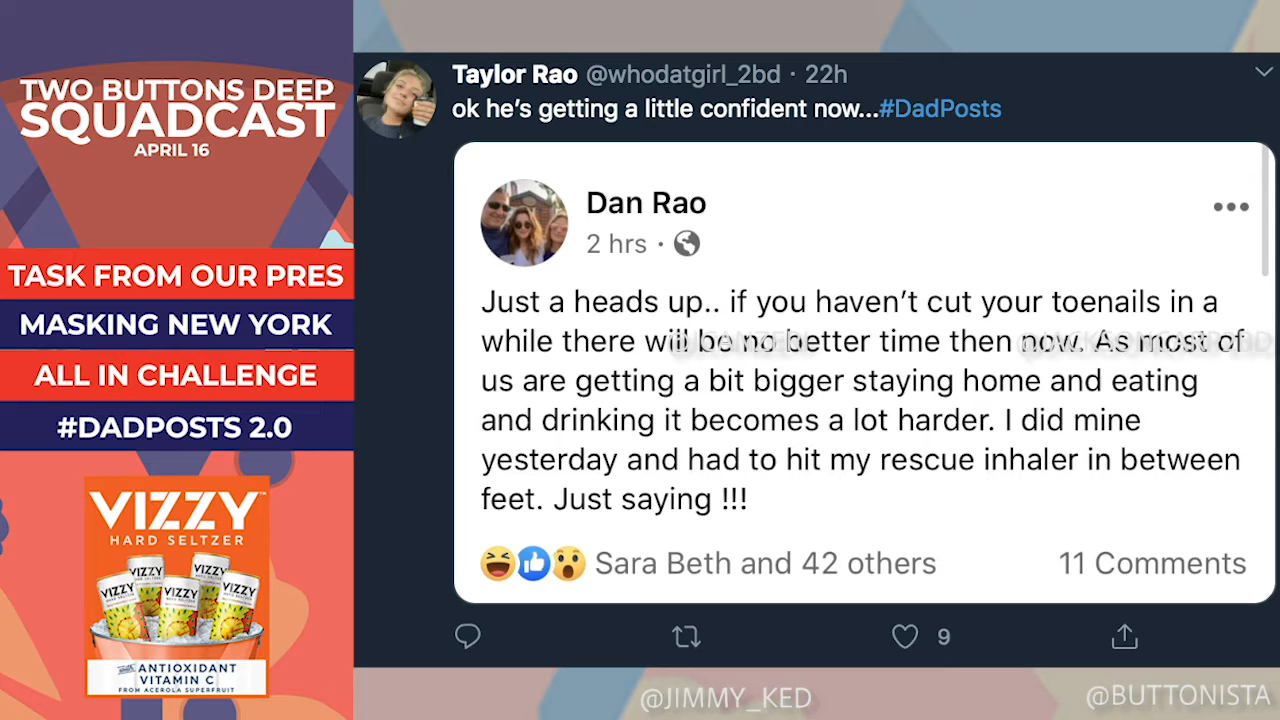 TWO BUTTONS DEEP
SQUADCAST
APRIL 16
TASK FROM OUR PRES
MASKING NEW YORK
ALL IN CHALLENGE
#DADPOSTS 2.0
VIZZY
HARD SELTZER
VIZZY
VIZZY
VIZZY
VIZZY
VIZZY
with ANTIOXIDANT
VITAMIN C
FROM ACEROLA SUPERFRUIT
Taylor Rao @whodatgirl_2bd · 22h
ok he's getting a little confident now...#DadPosts
Dan Rao
2 hrs ·
Just a heads up.. if you haven't cut your toenails in a
while there will be no better time then now. As most of
us are getting a bit bigger staying home and eating
and drinking it becomes a lot harder. I did mine
yesterday and had to hit my rescue inhaler in between
feet. Just saying !!!
Sara Beth and 42 others 11 Comments
9
@JIMMY_KED
@BUTTONISTA